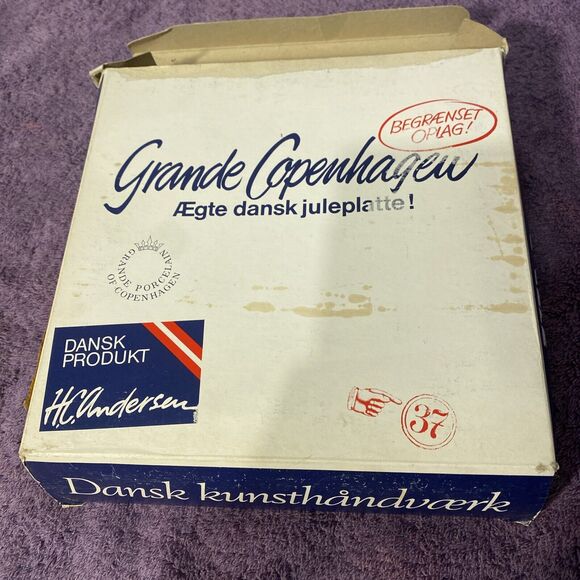 BEGRÆNSET
OPLAG!
Grande Copenhagen
Ægte dansk juleplatte!
GRANDE PORCELAIN
OF COPENHAGEN
DANSK
PRODUKT
H.C. Andersen
37
Dansk kunsthåndværk